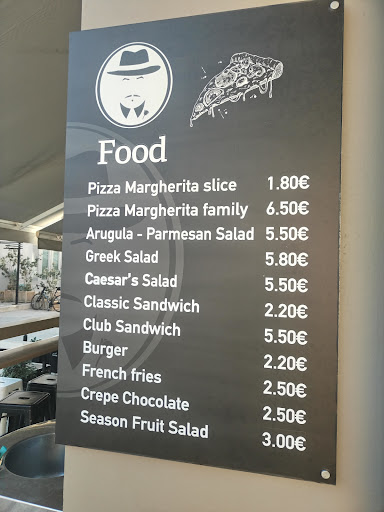 Food
Pizza Margherita slice 1.80€
Pizza Margherita family 6.50€
Arugula - Parmesan Salad 5.50€
Greek Salad 5.80€
Caesar's Salad 5.50€
Classic Sandwich 2.20€
Club Sandwich 5.50€
Burger 2.20€
French fries 2.50€
Crepe Chocolate 2.50€
Season Fruit Salad 3.00€